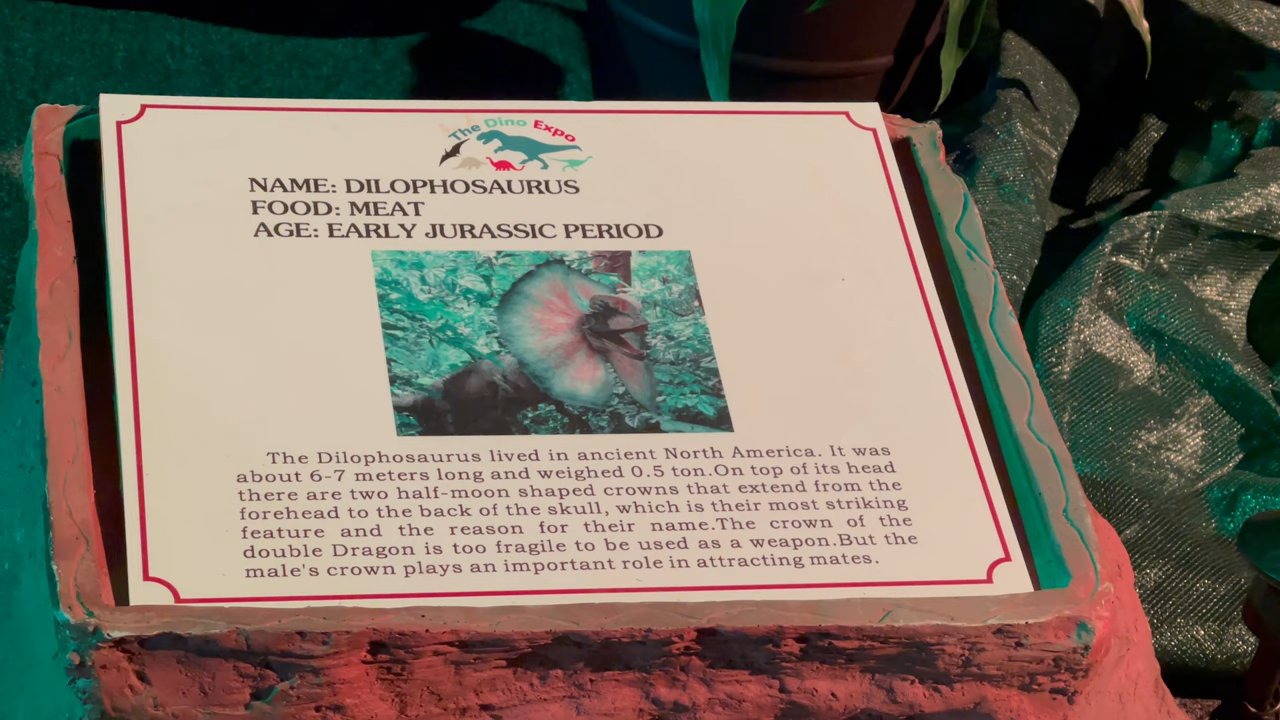 The Dino Expo
NAME: DILOPHOSAURUS
FOOD: MEAT
AGE: EARLY JURASSIC PERIOD
The Dilophosaurus lived in ancient North America. It was
about 6-7 meters long and weighed 0.5 ton.On top of its head
there are two half-moon shaped crowns that extend from the
forehead to the back of the skull, which is their most striking
feature and the reason for their name.The crown of the
double Dragon is too fragile to be used as a weapon.But the
male's crown plays an important role in attracting mates.